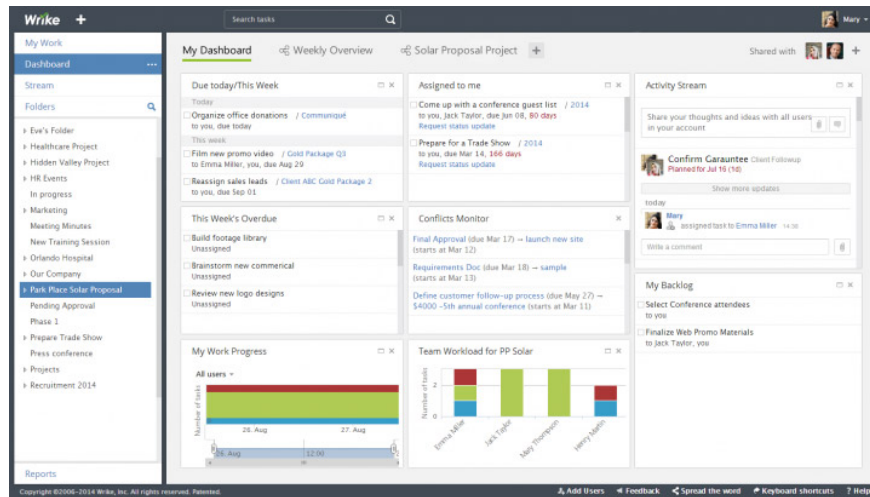 Wrike +
Search tasks
Mary
My Work
Dashboard ...
Stream
Folders
Eve's Folder
Healthcare Project
Hidden Valley Project
HR Events
In progress
Marketing
Meeting Minutes
New Training Session
Orlando Hospital
Our Company
Park Place Solar Proposal
Pending Approval
Phase 1
Prepare Trade Show
Press conference
Projects
Recruitment 2014
Reports
My Dashboard
Weekly Overview
Solar Proposal Project +
Shared with +
Due today/This Week
Today
Organize office donations / Communiqué
to you, due today
This week
Film new promo video / Gold Package Q3
to Emma Miller, you, due Aug 29
Reassign sales leads / Client ABC Gold Package 2
to you, due Sep 01
Assigned to me
Come up with a conference guest list / 2014
to you, Jack Taylor, due Jun 08, 80 days
Request status update
Prepare for a Trade Show / 2014
to you, due Mar 14, 166 days
Request status update
Activity Stream
Share your thoughts and ideas with all users
in your account
Confirm Garauntee Client Followup
Planned for Jul 16 (1d)
Show more updates
today
Mary
assigned task to Emma Miller 14:36
Write a comment
This Week's Overdue
Build footage library
Unassigned
Brainstorm new commerical
Unassigned
Review new logo designs
Unassigned
Conflicts Monitor
Final Approval (due Mar 17) → launch new site
(starts at Mar 12)
Requirements Doc (due Mar 18) → sample
(starts at Mar 13)
Define customer follow-up process (due May 27) →
$4000 -5th annual conference (starts at Mar 11)
My Backlog
Select Conference attendees
to you
Finalize Web Promo Materials
to Jack Taylor, you
My Work Progress
All users
Number of tasks
26. Aug 27. Aug
26. Aug 12:00
Team Workload for PP Solar
Number of tasks
2
0
Emma Miller
Jack Taylor
Mary Thompson
Henry Martin
Copyright ©2006-2014 Wrike, Inc. All rights reserved. Patented.
Add Users
Feedback
Spread the word
Keyboard shortcuts
? Help